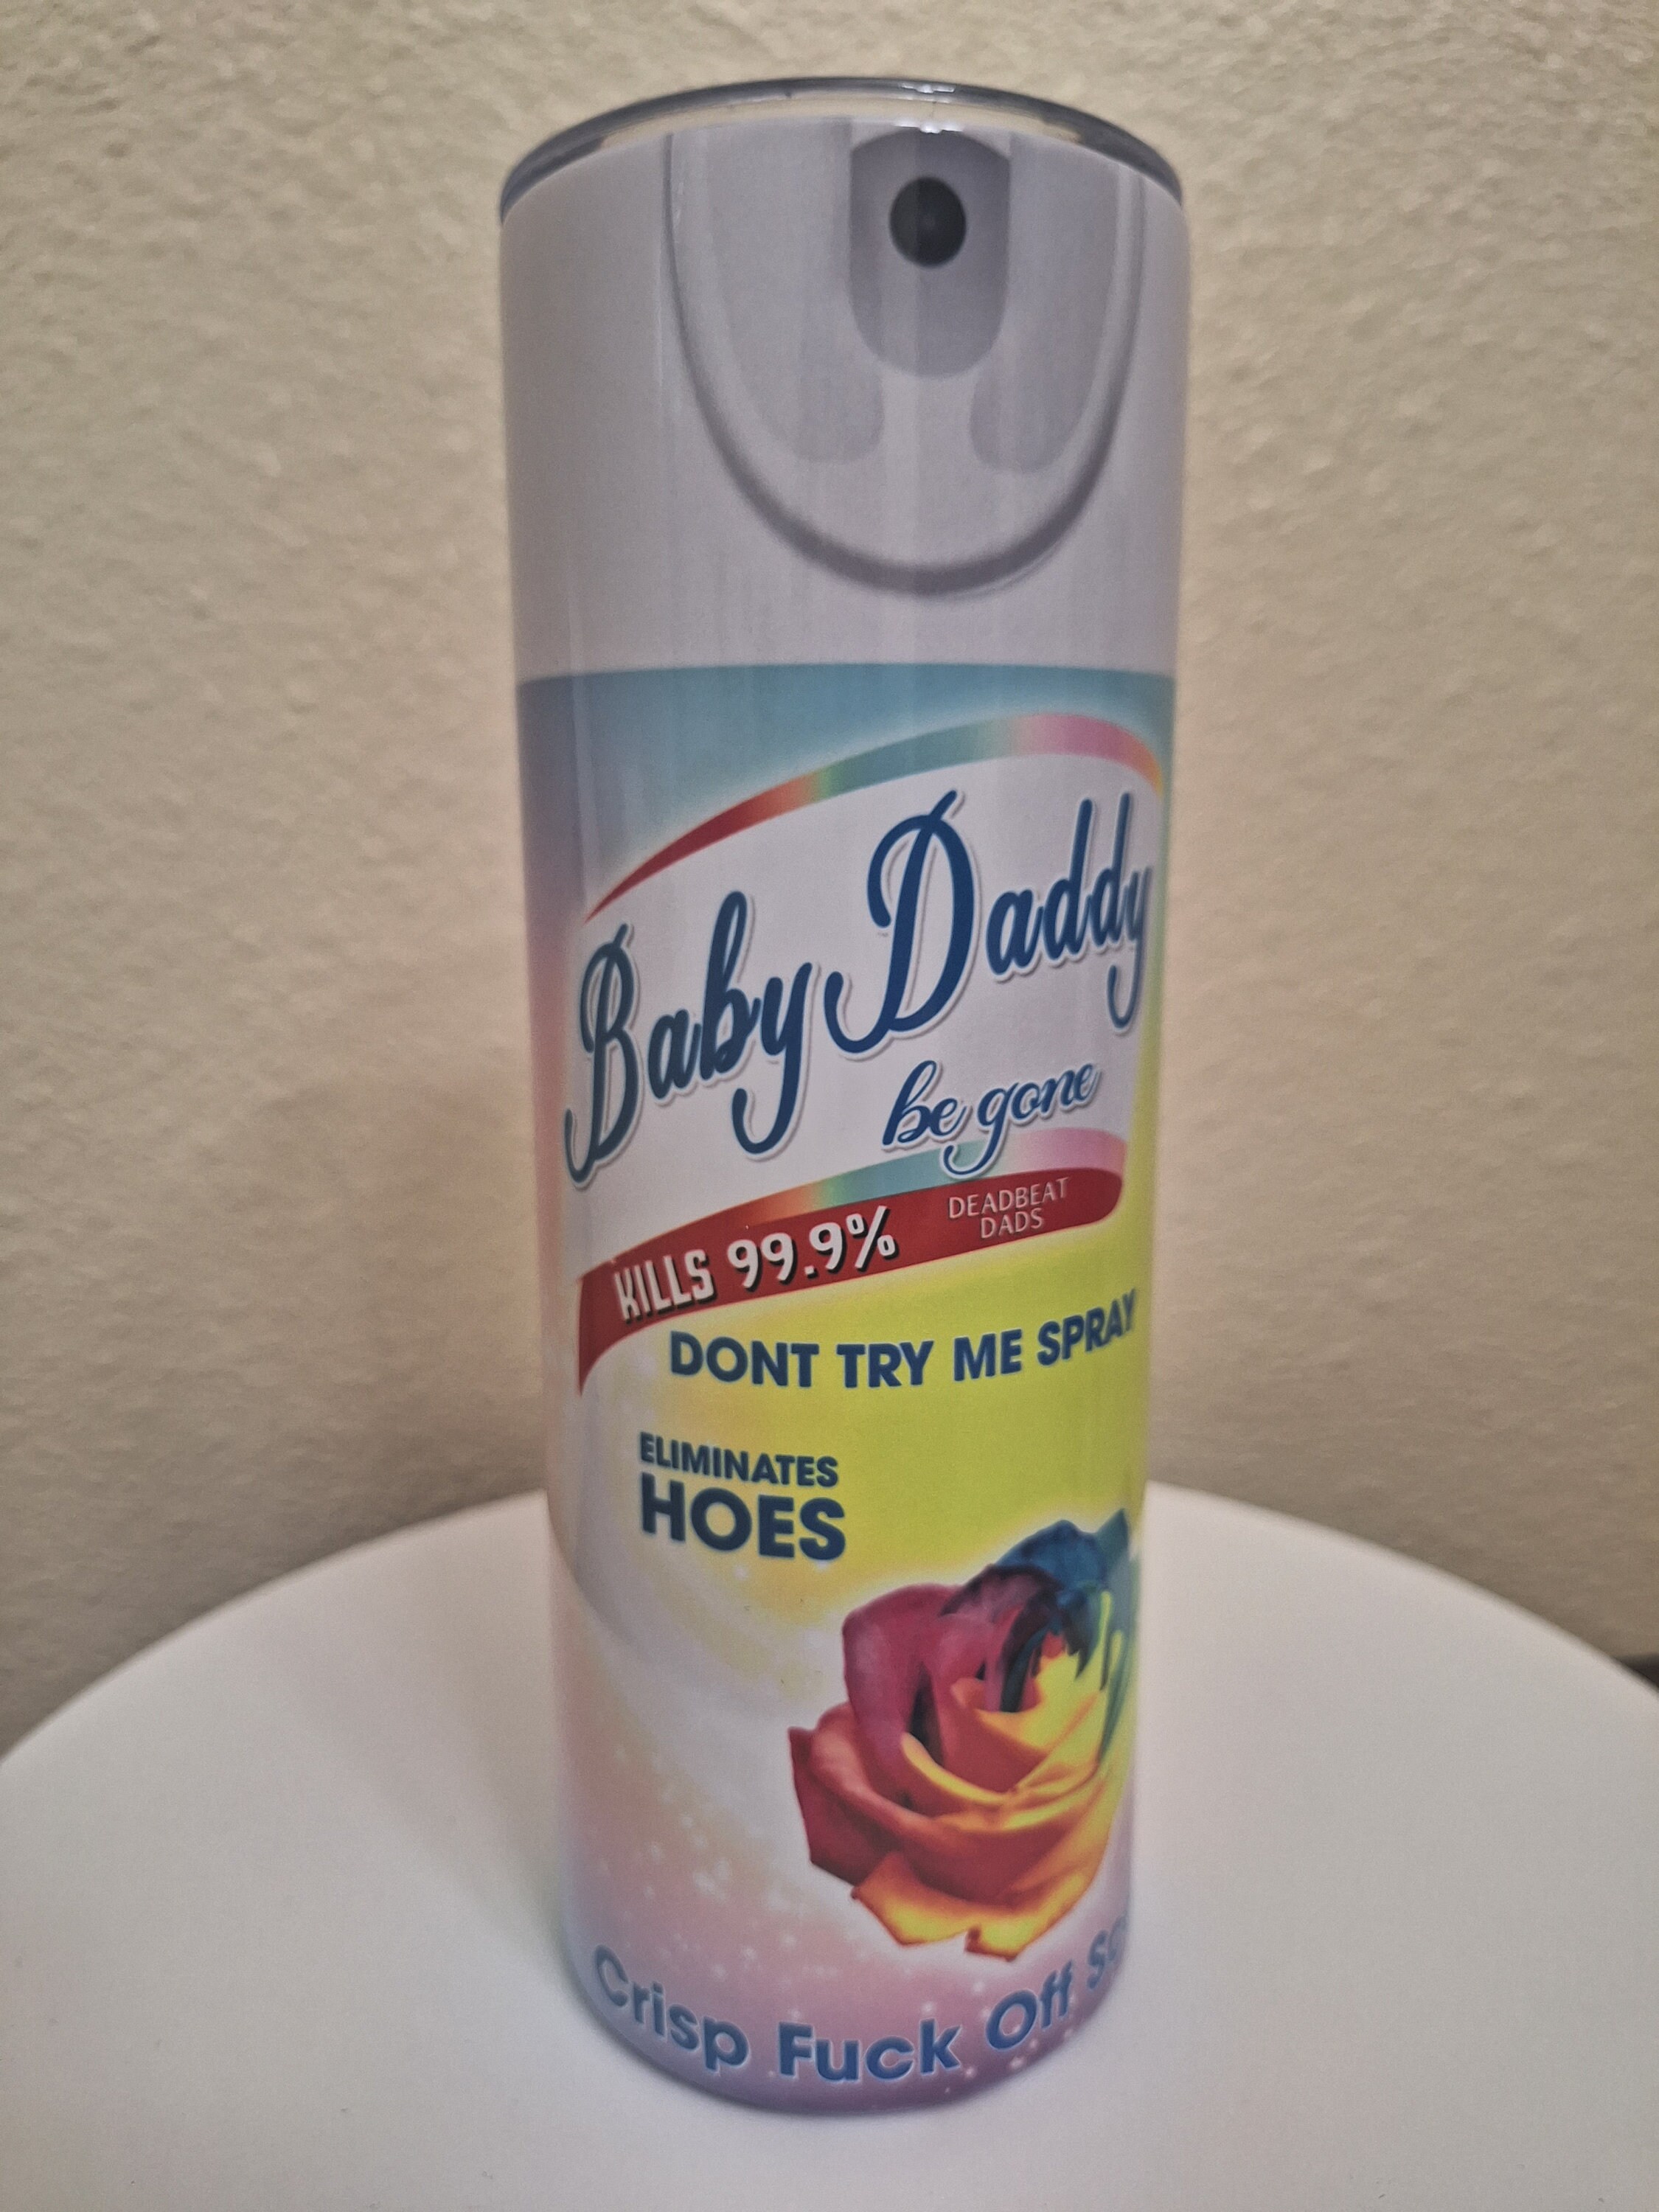 Baby Daddy
be gone
KILLS 99.9% DEADBEAT
DADS
DONT TRY ME SPRAY
ELIMINATES
HOES
Crisp Fuck Off